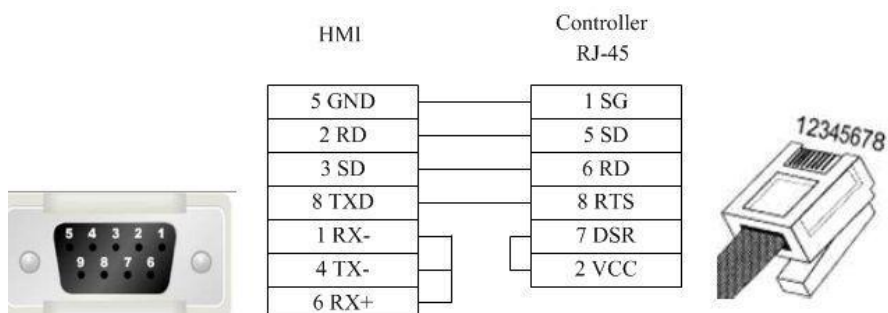 HMI
Controller
RJ-45
5 GND
1 SG
2 RD
5 SD
3 SD
6 RD
8 TXD
8 RTS
1 RX-
7 DSR
4 TX-
2 VCC
6 RX+
5 4 3 2 1
9 8 7 6
12345678